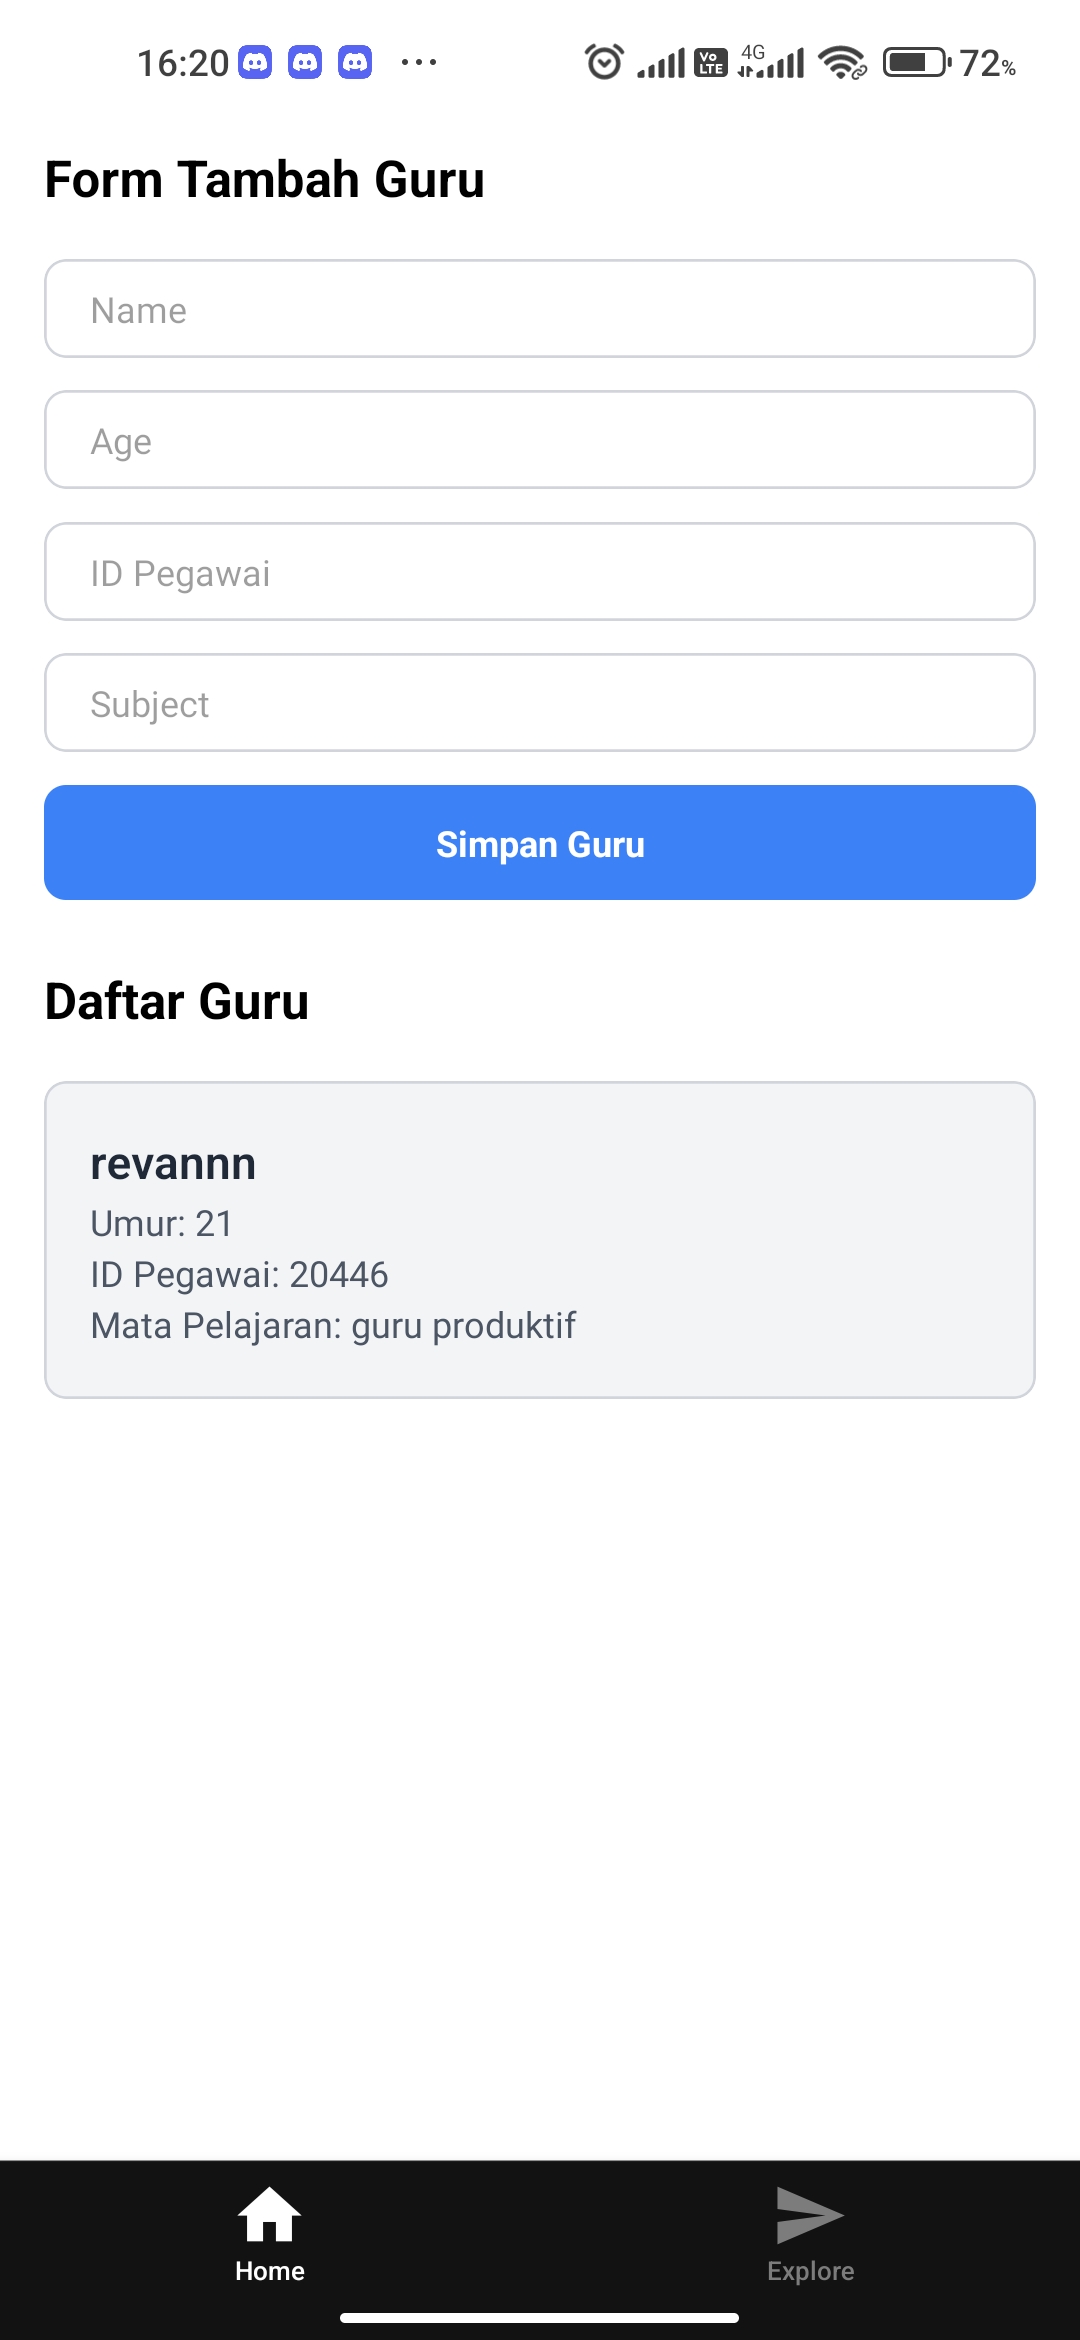 16:20 ... Vo LTE 4G 72%
Form Tambah Guru
Name
Age
ID Pegawai
Subject
Simpan Guru
Daftar Guru
revannn
Umur: 21
ID Pegawai: 20446
Mata Pelajaran: guru produktif
Home
Explore